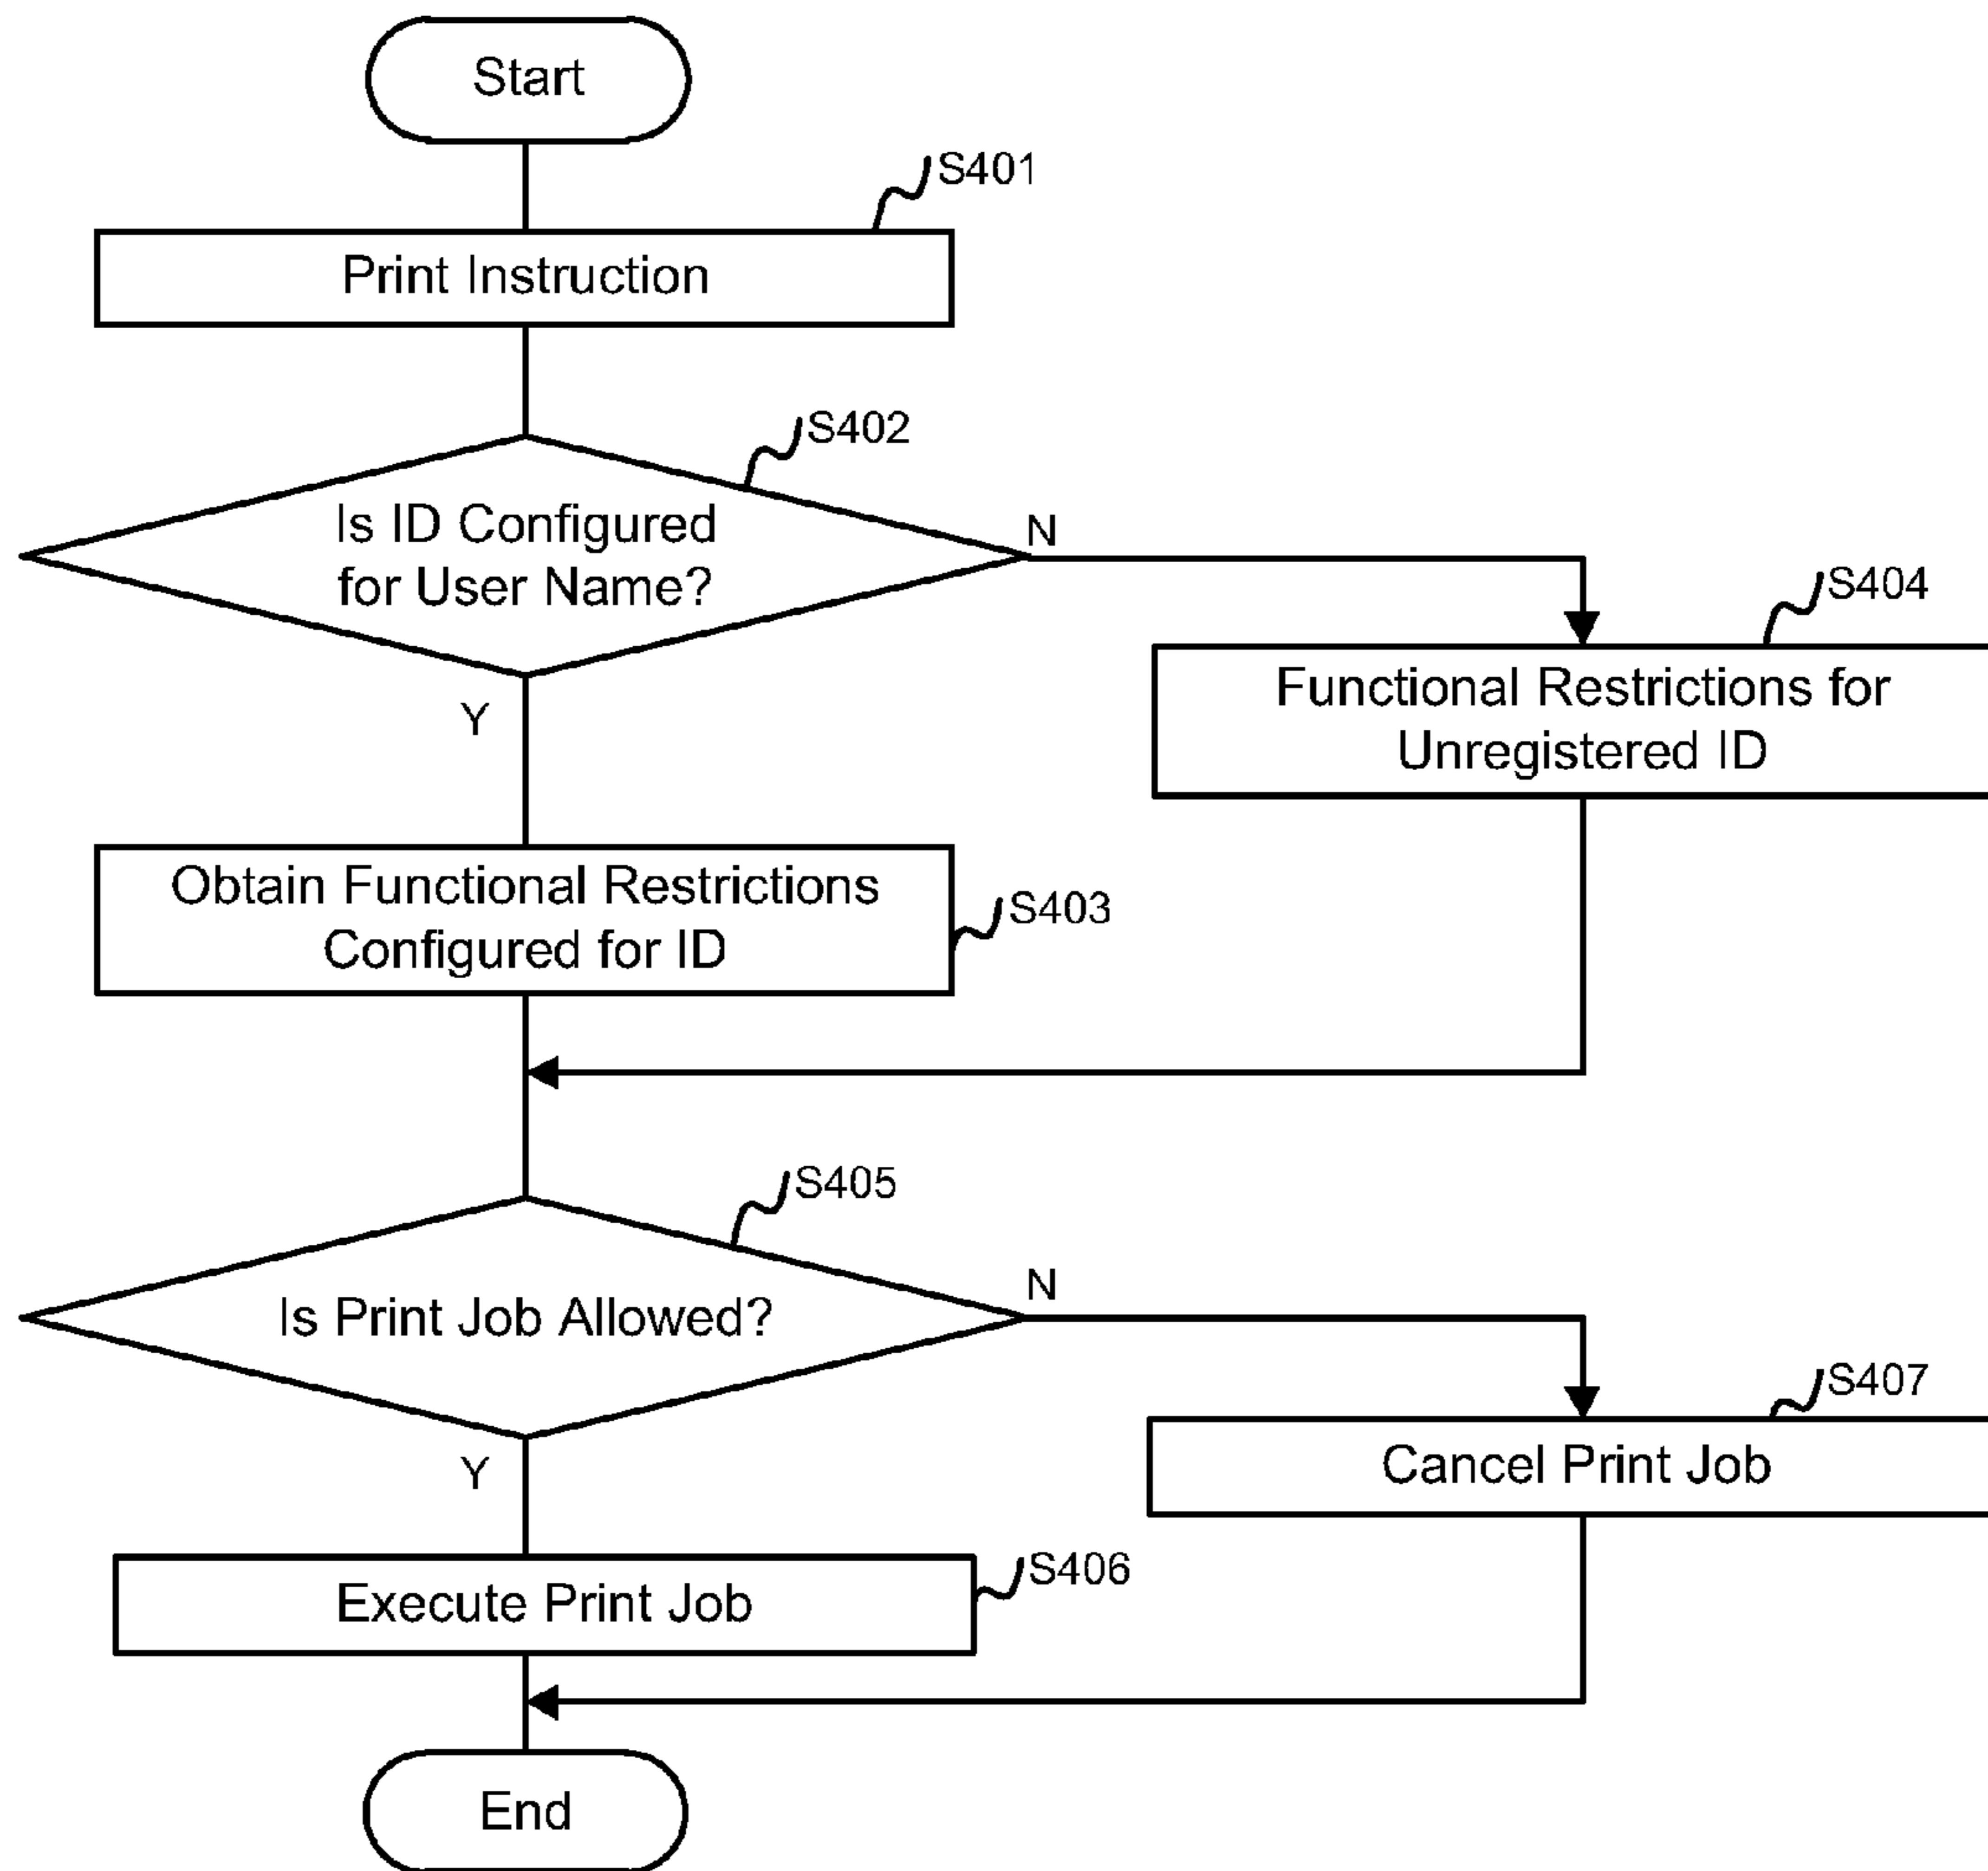 Start
S401
Print Instruction
S402
Is ID Configured
for User Name?
N
S404
Functional Restrictions for
Unregistered ID
Y
Obtain Functional Restrictions
Configured for ID
S403
S405
Is Print Job Allowed?
N
S407
Cancel Print Job
Y
S406
Execute Print Job
End